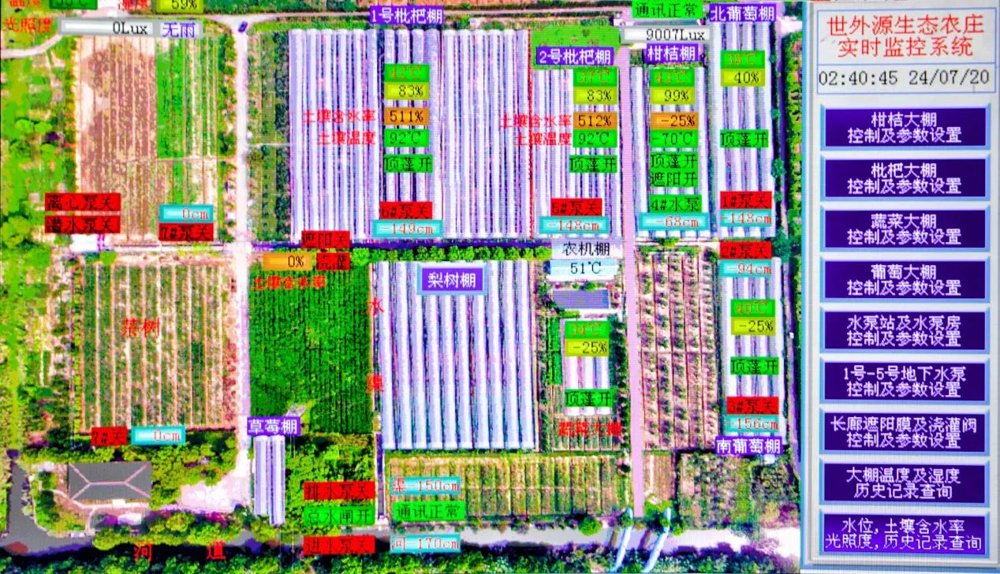 59%
光照度
0Lux
无雨
1号枇杷棚
通讯正常
北葡萄棚
9007Lux
2号枇杷棚
柑桔棚
42℃
83%
土壤含水率
511%
土壤温度
92℃
顶蓬开
6#泵关
-149cm
37℃
83%
土壤含水率
512%
土壤温度
92℃
顶蓬开
5#泵关
-148cm
43℃
99%
-25%
-70℃
顶蓬开
遮阳开
4#水泵
-68cm
40%
顶蓬开
1#泵关
-148cm
离心泵关
潜水泵关
0cm
7#泵关
遮阳关
0%
浇灌
土壤含水率
农机棚
51℃
梨树棚
水
渠
2#泵关
-94cm
40℃
-25%
顶蓬开
3#泵关
-156cm
南葡萄棚
-25%
顶蓬开
蔬菜大棚
茶树
0cm
草莓棚
排水泵关
渠-150cm
总水闸开
通讯正常
进水泵关
河-170cm
河 道
世外源生态农庄
实时监控系统
02:40:45 24/07/20
柑桔大棚
控制及参数设置
枇杷大棚
控制及参数设置
蔬菜大棚
控制及参数设置
葡萄大棚
控制及参数设置
水泵站及水泵房
控制及参数设置
1号-5号地下水泵
控制及参数设置
长廊遮阳膜及浇灌阀
控制及参数设置
大棚温度及湿度
历史记录查询
水位,土壤含水率
光照度,历史记录查询